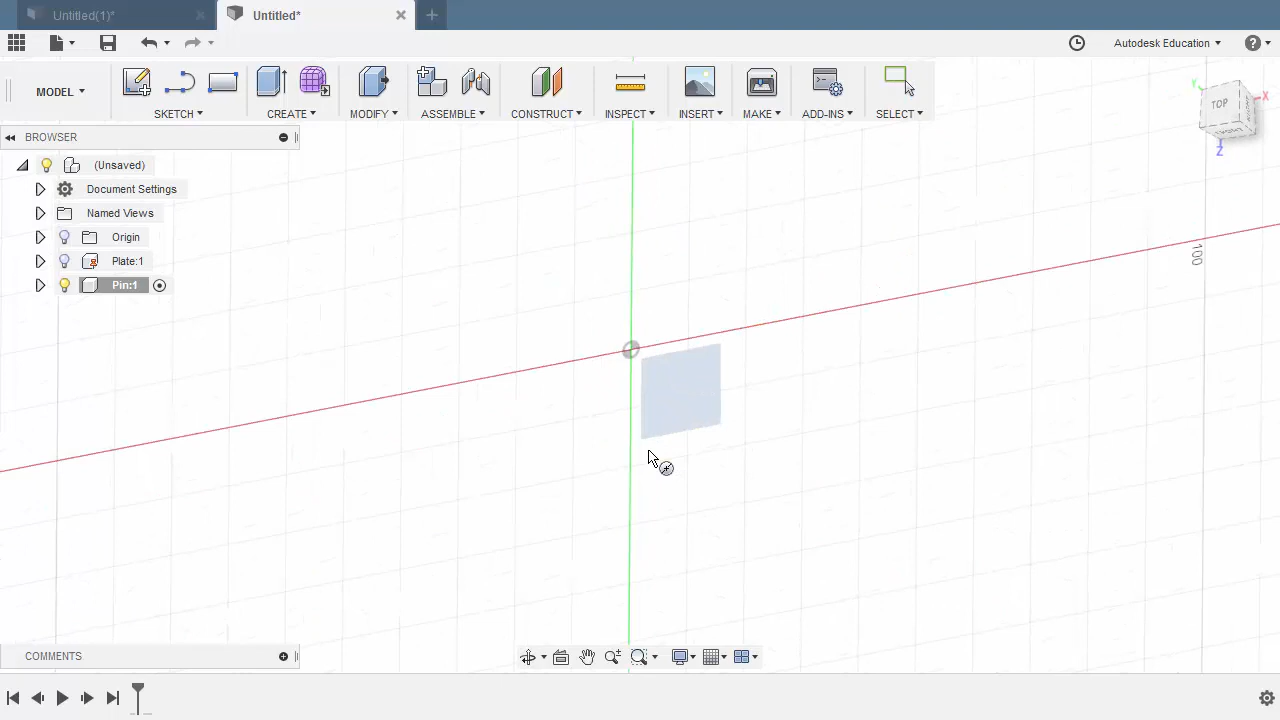 Untitled(1)*
Untitled*
Autodesk Education
MODEL
SKETCH
CREATE
MODIFY
ASSEMBLE
CONSTRUCT
INSPECT
INSERT
MAKE
ADD-INS
SELECT
Y
X
TOP
Z
BROWSER
(Unsaved)
Document Settings
Named Views
Origin
Plate:1
Pin:1
100
COMMENTS